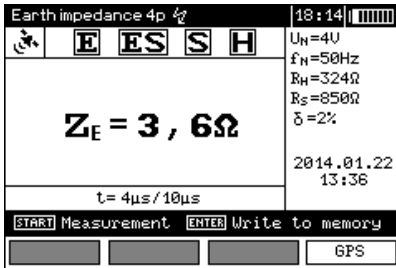 Earth impedance 4p 18:14
E ES S H
UN=4V
fN=50Hz
RH=324Ω
RS=850Ω
δ=2%
ZE = 3,6Ω
2014.01.22
13:36
t= 4µs/10µs
START Measurement ENTER Write to memory
GPS